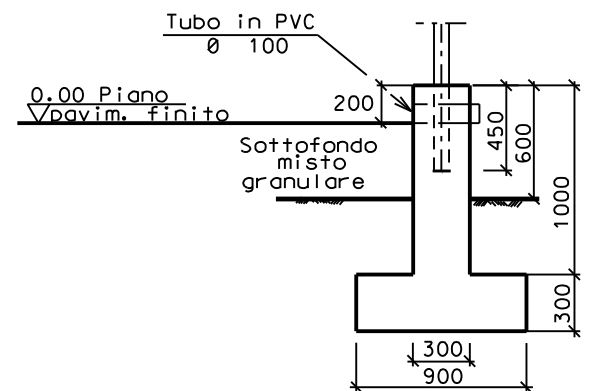 Tubo in PVC
Ø 100
0.00 Piano
pavim. finito
200
Sottofondo
misto
granulare
450
600
1000
300
300
900